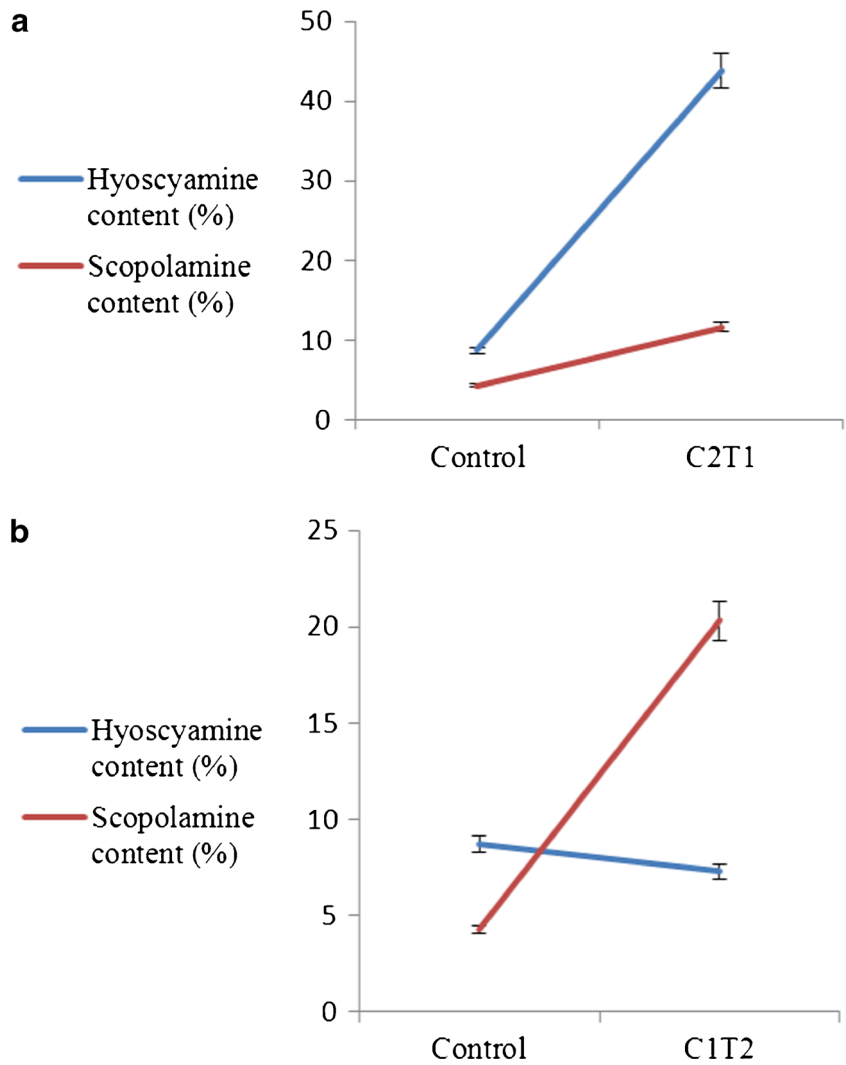 a
50
40
30
20
10
0
Hyoscyamine
content (%)
Scopolamine
content (%)
Control
C2T1
b
25
20
15
10
5
0
Hyoscyamine
content (%)
Scopolamine
content (%)
Control
C1T2